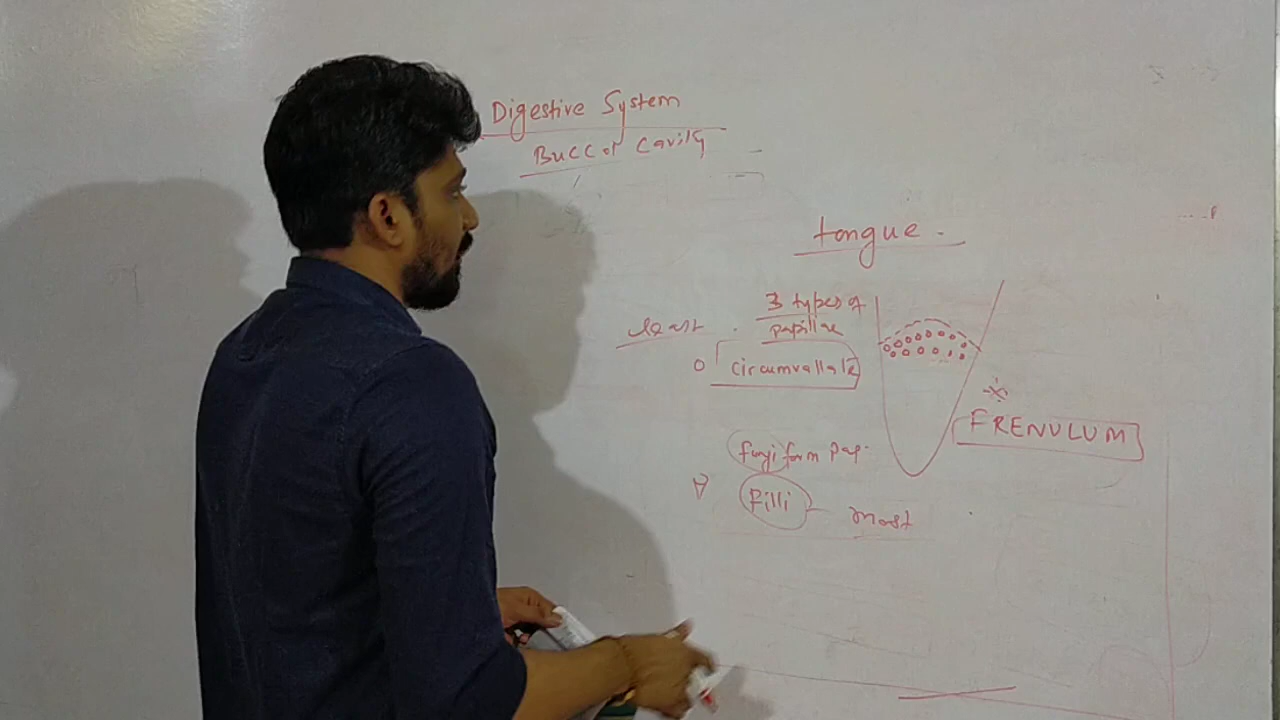 Digestive System
Buccal Cavity
tongue.
3 types of
papillae
least
circumvallate
FRENULUM
fungiform pap.
filli
most